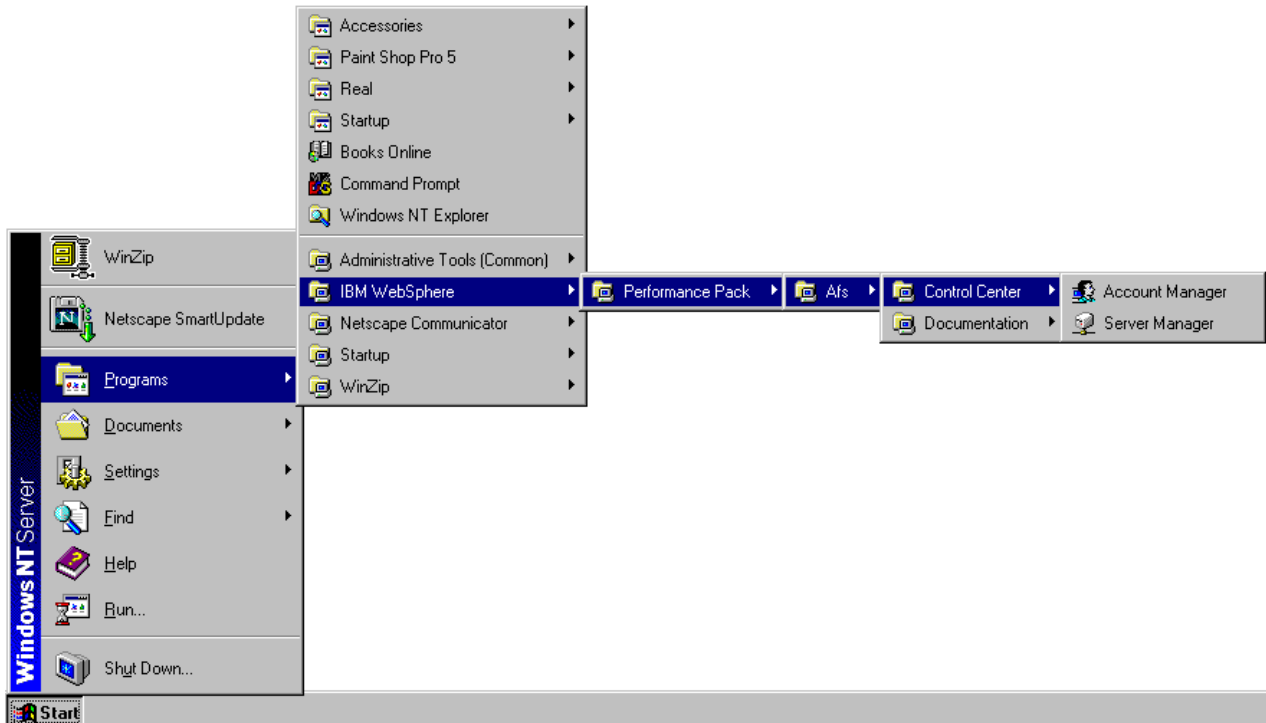 Accessories
Paint Shop Pro 5
Real
Startup
Books Online
Command Prompt
Windows NT Explorer
Administrative Tools (Common)
IBM WebSphere
Netscape Communicator
Startup
WinZip
Performance Pack
Afs
Control Center
Documentation
Account Manager
Server Manager
WinZip
Netscape SmartUpdate
Programs
Documents
Settings
Find
Help
Run...
Shut Down...
Windows NT Server
Start